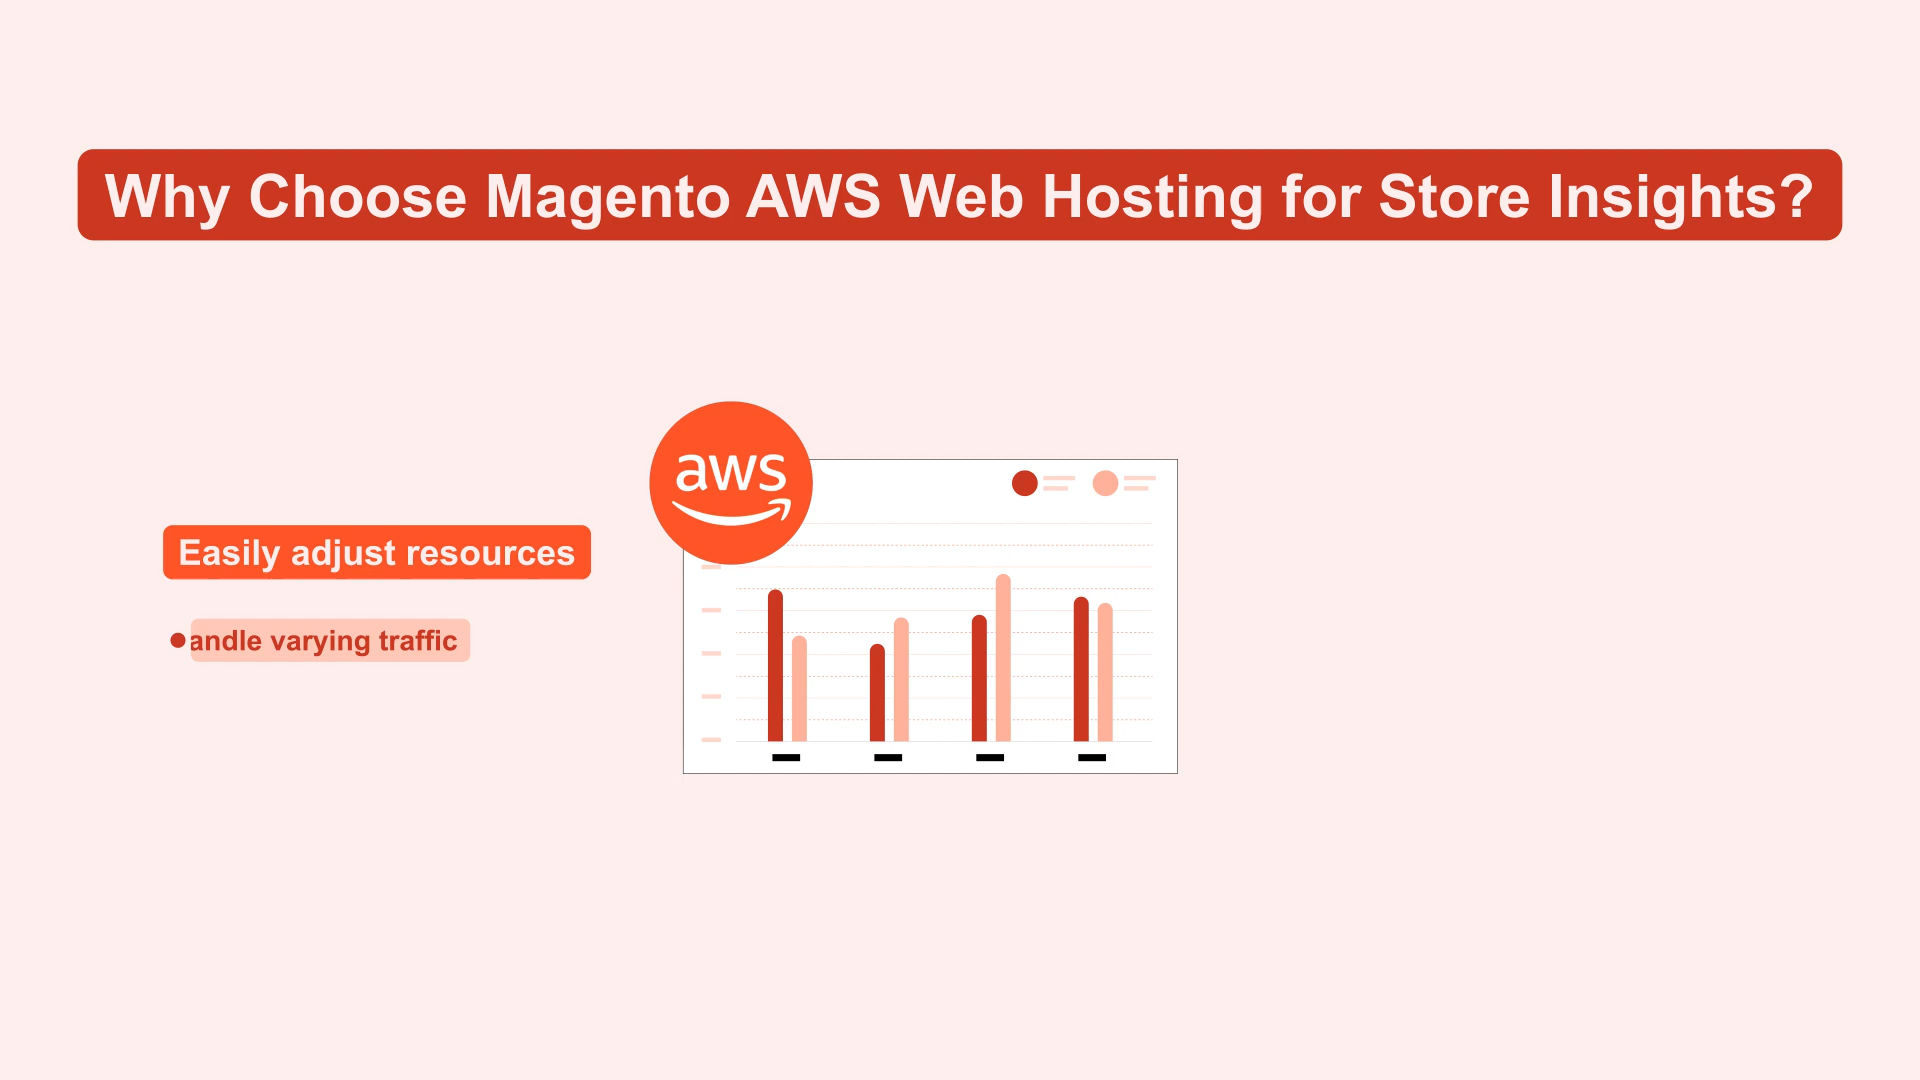 Why Choose Magento AWS Web Hosting for Store Insights?
aws
Easily adjust resources
andle varying traffic